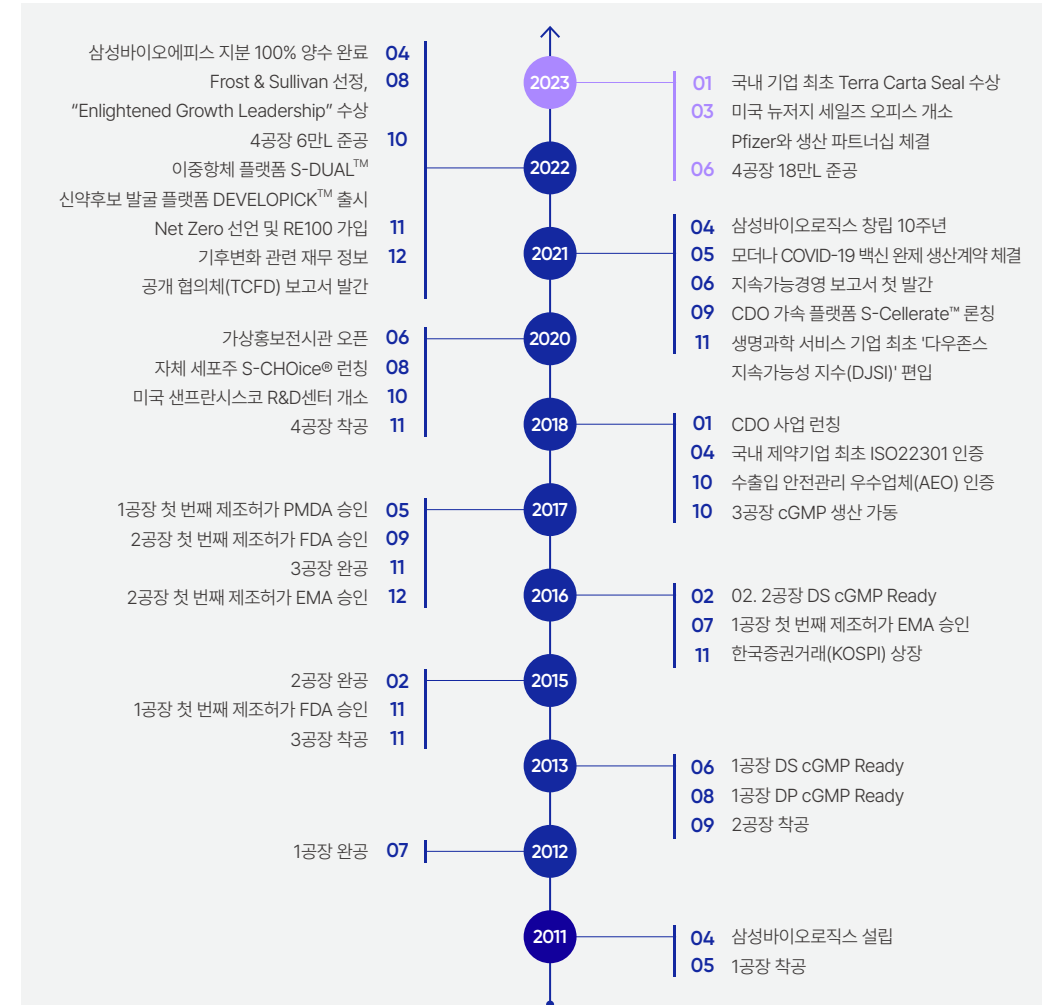 2023
01 국내 기업 최초 Terra Carta Seal 수상
03 미국 뉴저지 세일즈 오피스 개소
Pfizer와 생산 파트너십 체결
06 4공장 18만L 준공
2022
삼성바이오에피스 지분 100% 양수 완료 04
Frost & Sullivan 선정, 08
“Enlightened Growth Leadership” 수상
4공장 6만L 준공 10
이중항체 플랫폼 S-DUAL™
신약후보 발굴 플랫폼 DEVELOPICK™ 출시
Net Zero 선언 및 RE100 가입 11
기후변화 관련 재무 정보 12
공개 협의체(TCFD) 보고서 발간
2021
04 삼성바이오로직스 창립 10주년
05 모더나 COVID-19 백신 완제 생산계약 체결
06 지속가능경영 보고서 첫 발간
09 CDO 가속 플랫폼 S-Cellerate™ 론칭
11 생명과학 서비스 기업 최초 '다우존스
지속가능성 지수(DJSI)' 편입
2020
가상홍보전시관 오픈 06
자체 세포주 S-CHOice® 런칭 08
미국 샌프란시스코 R&D센터 개소 10
4공장 착공 11
2018
01 CDO 사업 런칭
04 국내 제약기업 최초 ISO22301 인증
10 수출입 안전관리 우수업체(AEO) 인증
10 3공장 cGMP 생산 가동
2017
1공장 첫 번째 제조허가 PMDA 승인 05
2공장 첫 번째 제조허가 FDA 승인 09
3공장 완공 11
2공장 첫 번째 제조허가 EMA 승인 12
2016
02 02. 2공장 DS cGMP Ready
07 1공장 첫 번째 제조허가 EMA 승인
11 한국증권거래(KOSPI) 상장
2015
2공장 완공 02
1공장 첫 번째 제조허가 FDA 승인 11
3공장 착공 11
2013
06 1공장 DS cGMP Ready
08 1공장 DP cGMP Ready
09 2공장 착공
2012
1공장 완공 07
2011
04 삼성바이오로직스 설립
05 1공장 착공